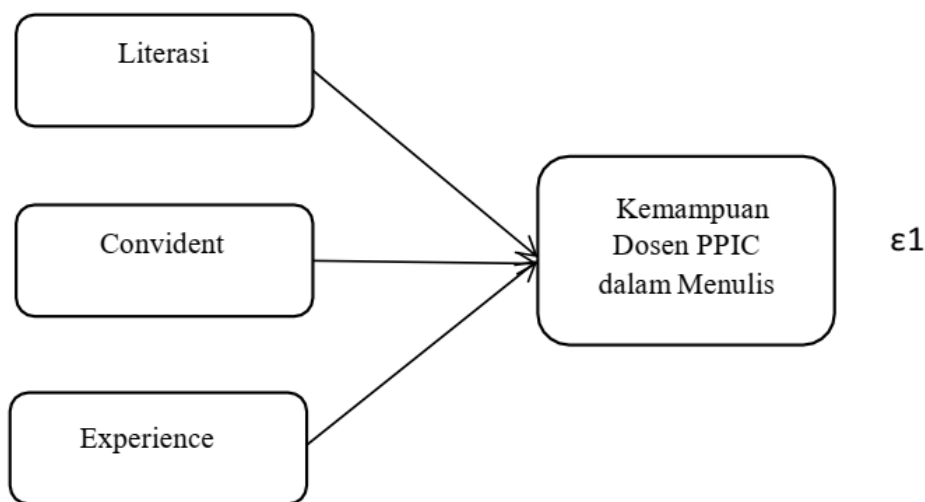 Literasi
Convident
Experience
Kemampuan
Dosen PPIC
dalam Menulis
ε1